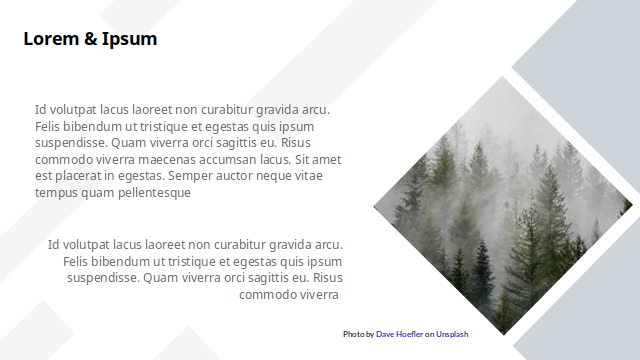 Lorem & Ipsum
Id volutpat lacus laoreet non curabitur gravida arcu.
Felis bibendum ut tristique et egestas quis ipsum
suspendisse. Quam viverra orci sagittis eu. Risus
commodo viverra maecenas accumsan lacus. Sit amet
est placerat in egestas. Semper auctor neque vitae
tempus quam pellentesque
Id volutpat lacus laoreet non curabitur gravida arcu.
Felis bibendum ut tristique et egestas quis ipsum
suspendisse. Quam viverra orci sagittis eu. Risus
commodo viverra
Photo by Dave Hoefler on Unsplash